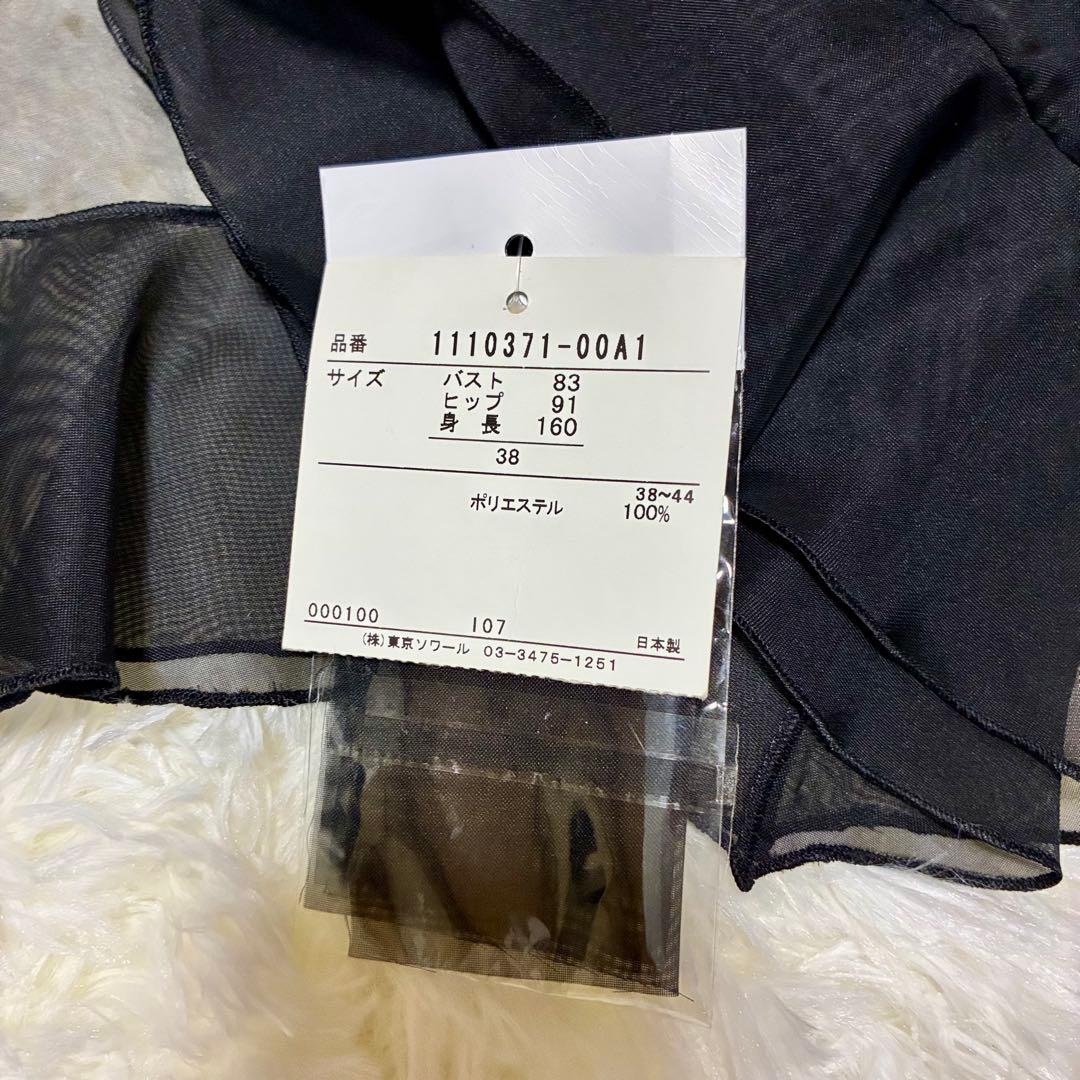 品番 1110371-00A1
サイズ バスト 83
ヒップ 91
身長 160
38
38~44
ポリエステル 100%
000100 I07 日本製
(株)東京ソワール 03-3475-1251